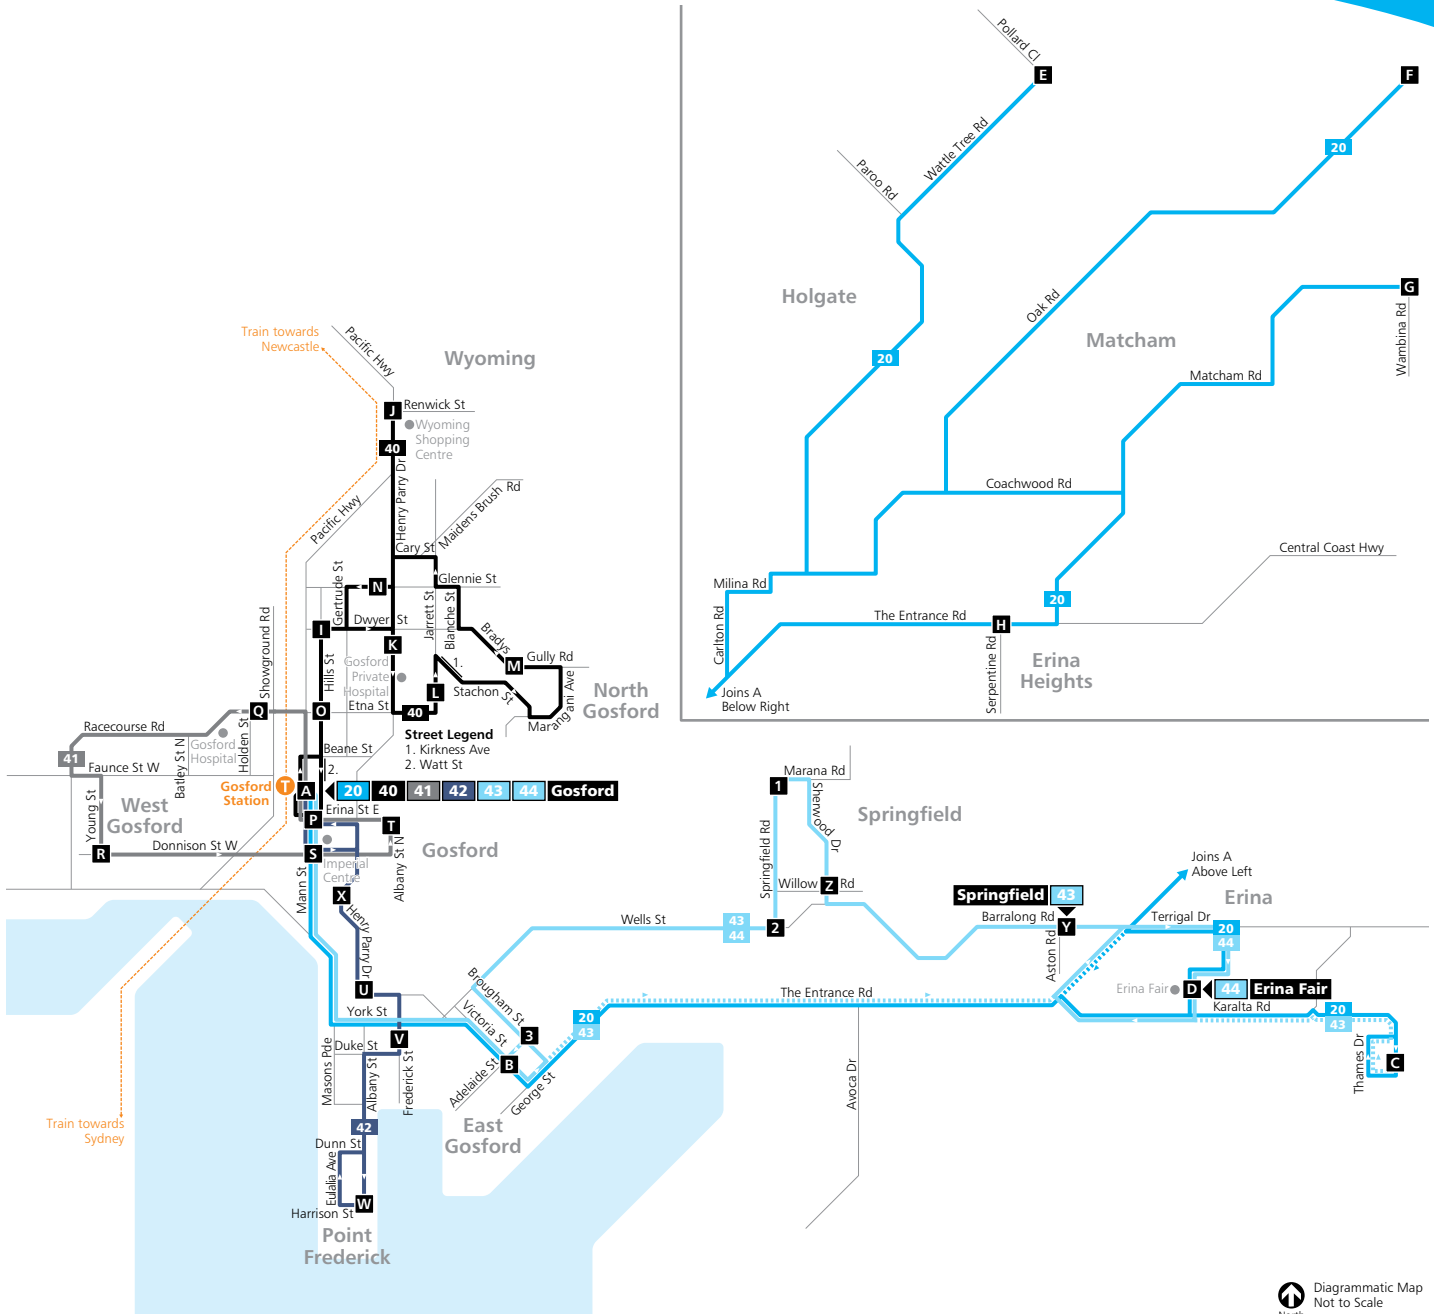 Pollard Cl
E
F
Wattle Tree Rd
20
Paroo Rd
Holgate
Oak Rd
G
Matcham
Wambina Rd
20
Matcham Rd
Coachwood Rd
Central Coast Hwy
Milina Rd
20
The Entrance Rd
H
Carlton Rd
Serpentine Rd
Erina
Heights
Joins A
Below Right
Train towards
Newcastle
Pacific Hwy
Wyoming
J
Renwick St
Wyoming
Shopping
Centre
40
Henry Parry Dr
Maidens Brush Rd
Pacific Hwy
Cary St
Glennie St
N
Gertrude St
Jarrett St
Blanche St
Dwyer St
I
K
Bradys
1.
M
Gully Rd
Showground Rd
Hills St
Gosford
Private
Hospital
L
Stachon St
Marangani Ave
North
Gosford
Etna St
40
Q
O
Racecourse Rd
Holden St
Gosford
Hospital
Batley St N
Street Legend
1. Kirkness Ave
2. Watt St
Beane St
2.
41
Faunce St W
Gosford
Station
T
A
20
40
41
42
43
44
Gosford
Young St
West
Gosford
Erina St E
P
T
R
Donnison St W
S
Imperial
Centre
Albany St N
Gosford
Mann St
X
Henry Parry Dr
U
York St
V
Duke St
Masons Pde
Albany St
Frederick St
42
Dunn St
Eulalia Ave
W
Harrison St
Point
Frederick
Train towards
Sydney
1
Marana Rd
Sherwood Dr
Springfield
Springfield Rd
Willow Rd
Z
Wells St
43
44
2
Springfield
43
Barralong Rd
Y
Aston Rd
Joins A
Above Left
Erina
Terrigal Dr
20
44
Erina Fair
D
44
Erina Fair
Karalta Rd
20
43
Thames Dr
C
The Entrance Rd
Avoca Dr
Brougham St
Victoria St
3
20
43
B
Adelaide St
George St
East
Gosford
Diagrammatic Map
Not to Scale
North